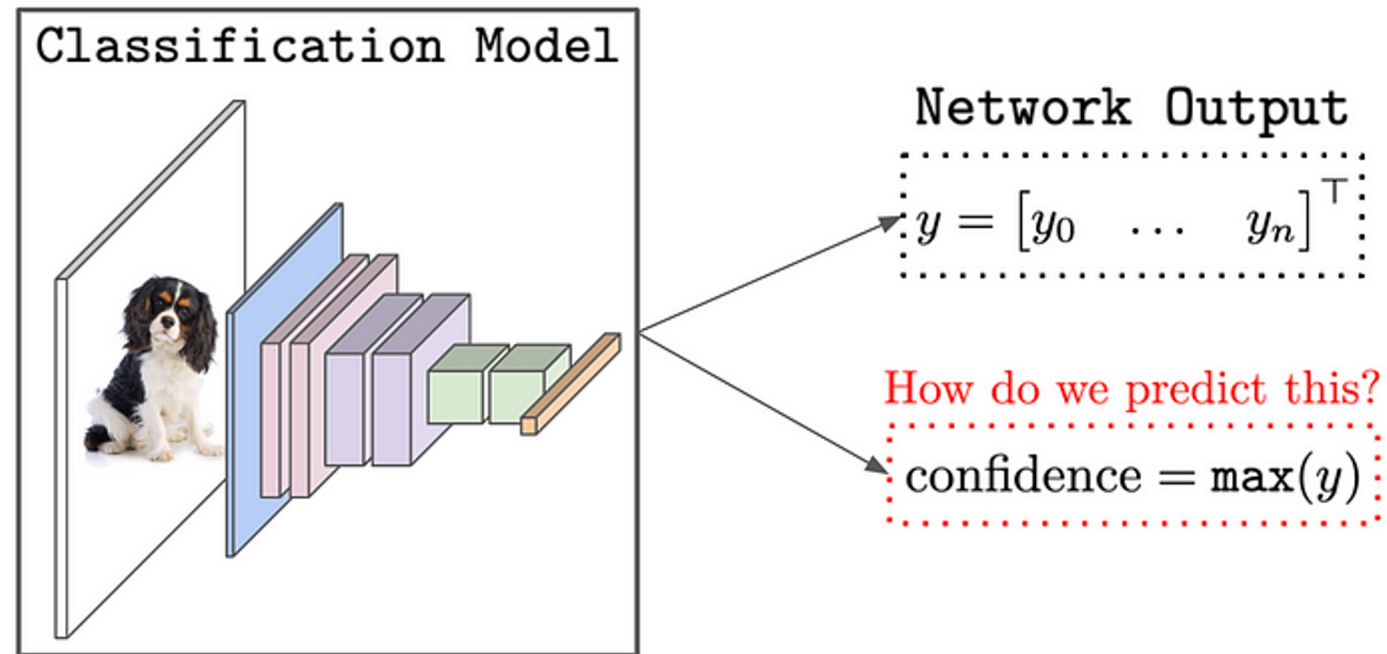 Classification Model
Network Output
y = [y₀ … yₙ]⊤
How do we predict this?
confidence = max(y)